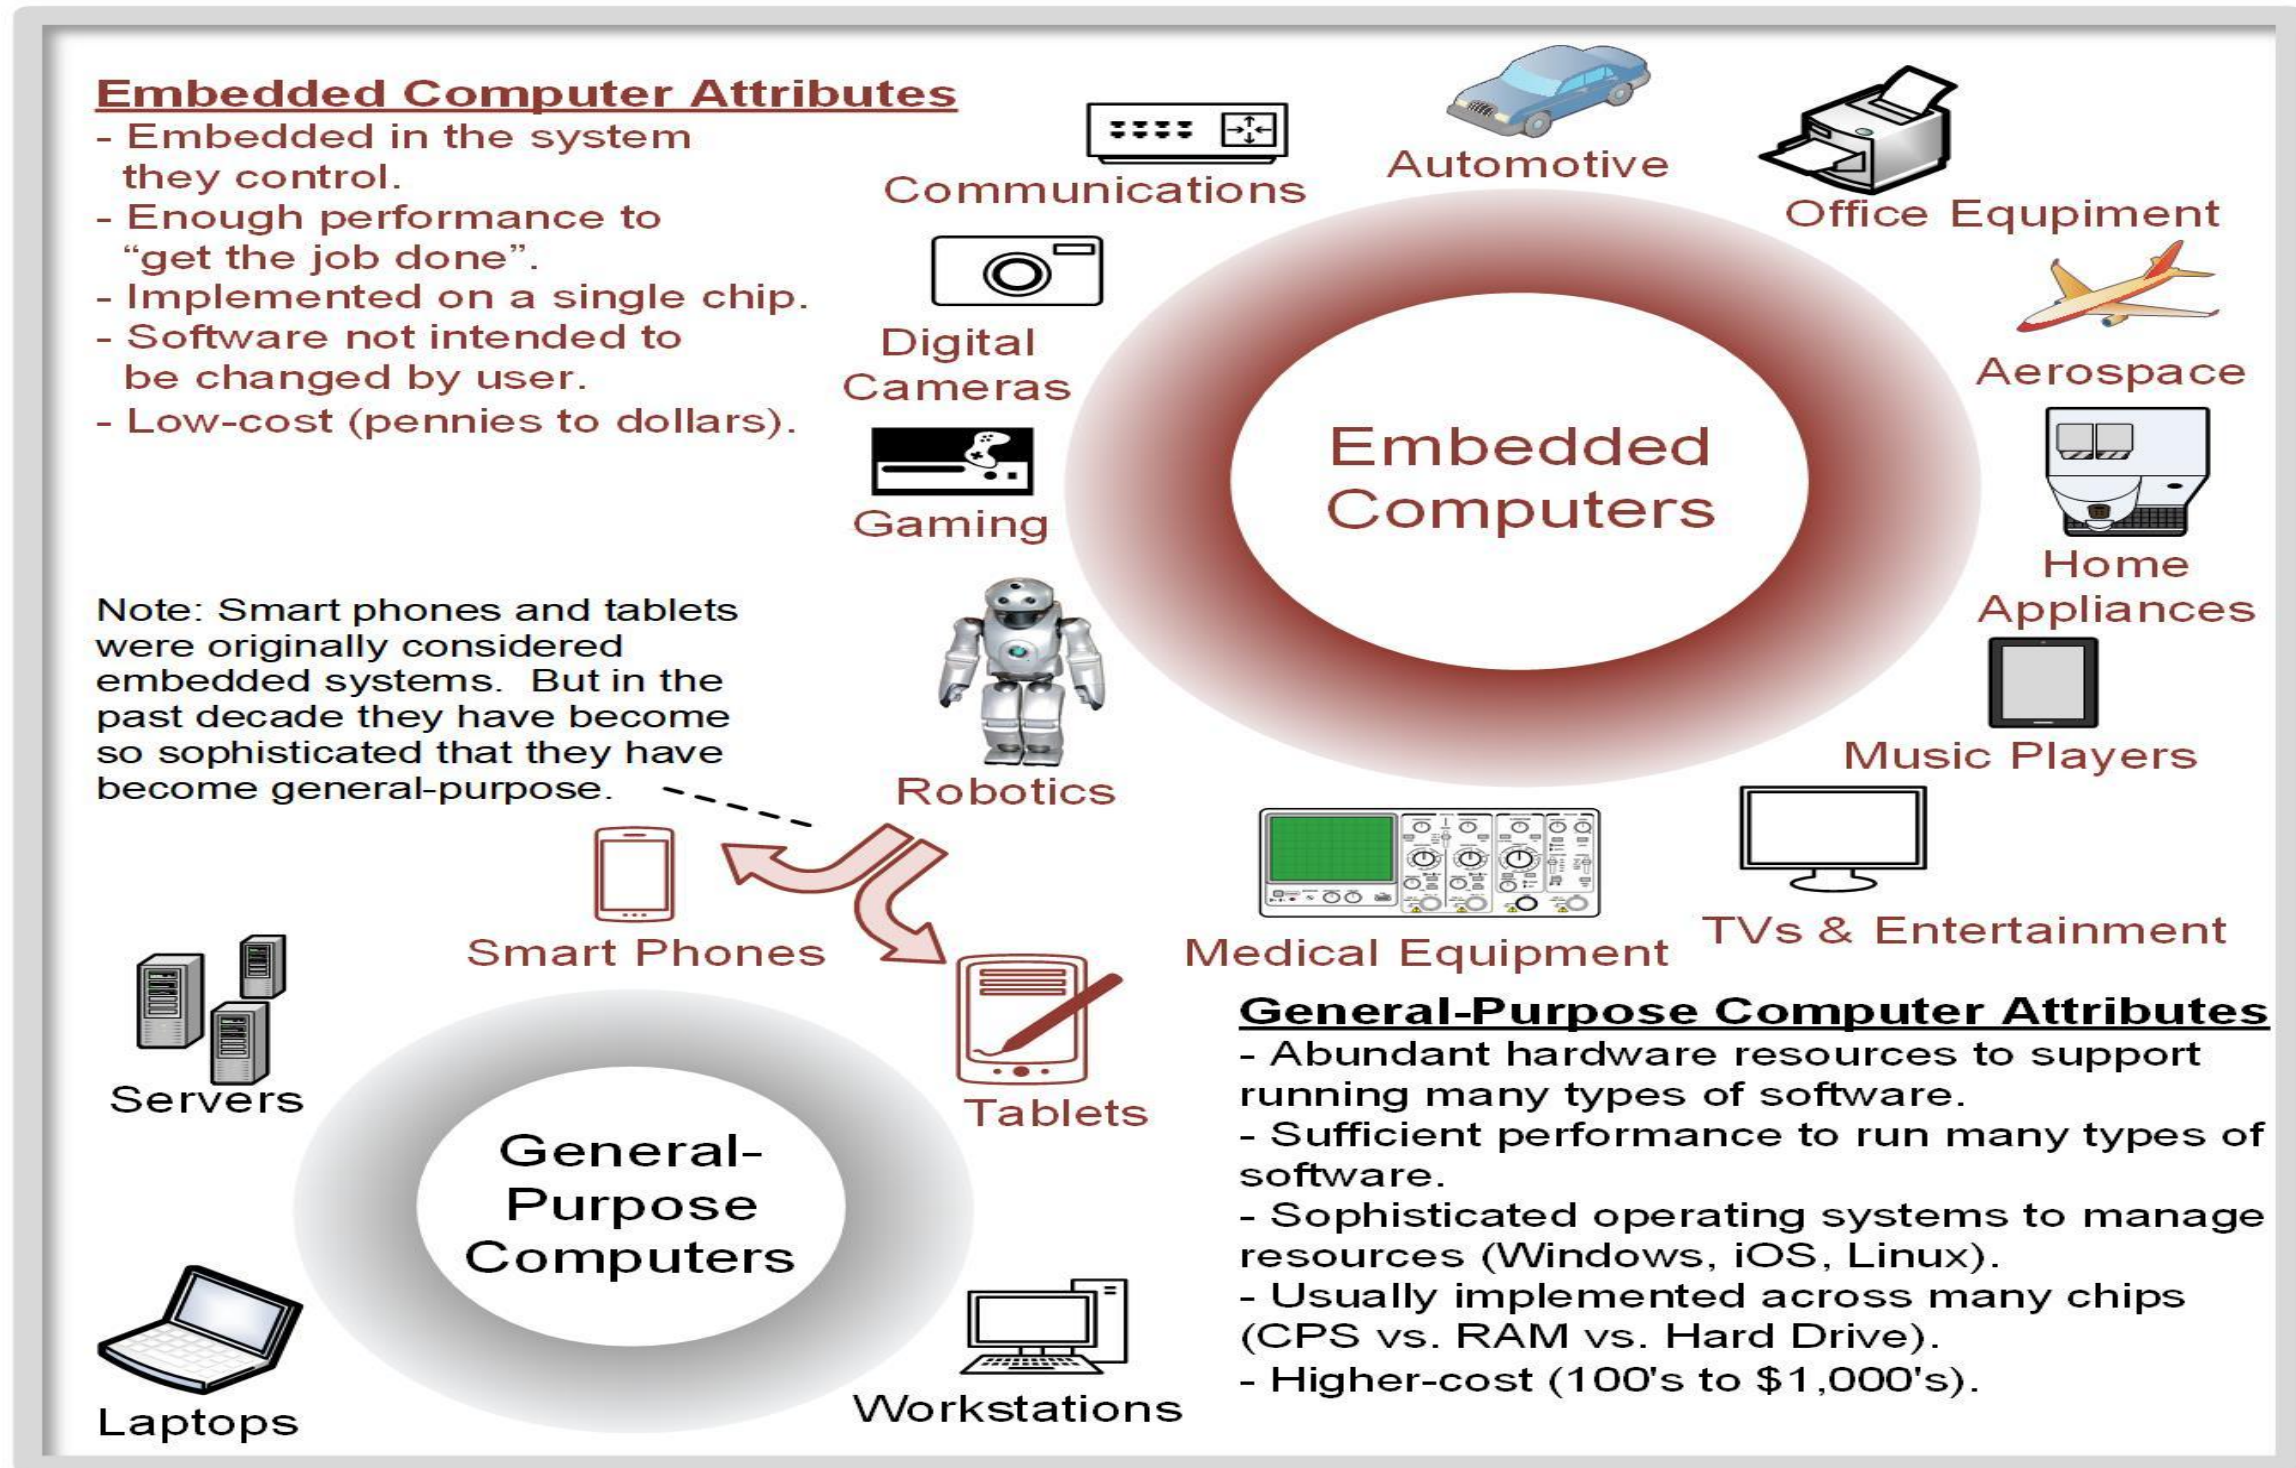 Embedded Computer Attributes
- Embedded in the system
they control.
- Enough performance to
“get the job done”.
- Implemented on a single chip.
- Software not intended to
be changed by user.
- Low-cost (pennies to dollars).
Communications
Automotive
Office Equpiment
Digital
Cameras
Aerospace
Gaming
Embedded
Computers
Home
Appliances
Note: Smart phones and tablets
were originally considered
embedded systems. But in the
past decade they have become
so sophisticated that they have
become general-purpose.
Robotics
Music Players
Smart Phones
Medical Equipment
TVs & Entertainment
Servers
Tablets
General-
Purpose
Computers
Laptops
Workstations
General-Purpose Computer Attributes
- Abundant hardware resources to support
running many types of software.
- Sufficient performance to run many types of
software.
- Sophisticated operating systems to manage
resources (Windows, iOS, Linux).
- Usually implemented across many chips
(CPS vs. RAM vs. Hard Drive).
- Higher-cost (100's to $1,000's).